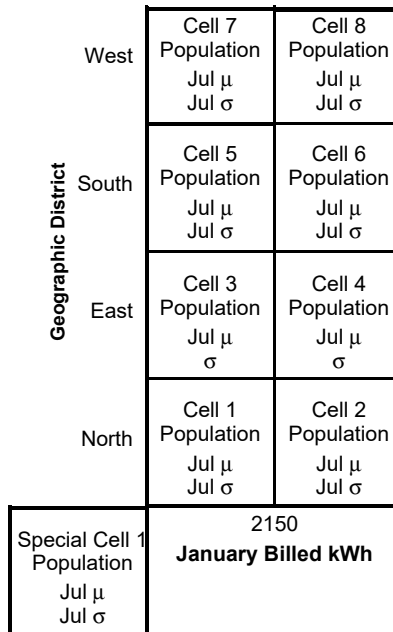 Geographic District
West
Cell 7
Population
Jul μ
Jul σ
Cell 8
Population
Jul μ
Jul σ
South
Cell 5
Population
Jul μ
Jul σ
Cell 6
Population
Jul μ
Jul σ
East
Cell 3
Population
Jul μ
σ
Cell 4
Population
Jul μ
σ
North
Cell 1
Population
Jul μ
Jul σ
Cell 2
Population
Jul μ
Jul σ
Special Cell 1
Population
Jul μ
Jul σ
2150
January Billed kWh